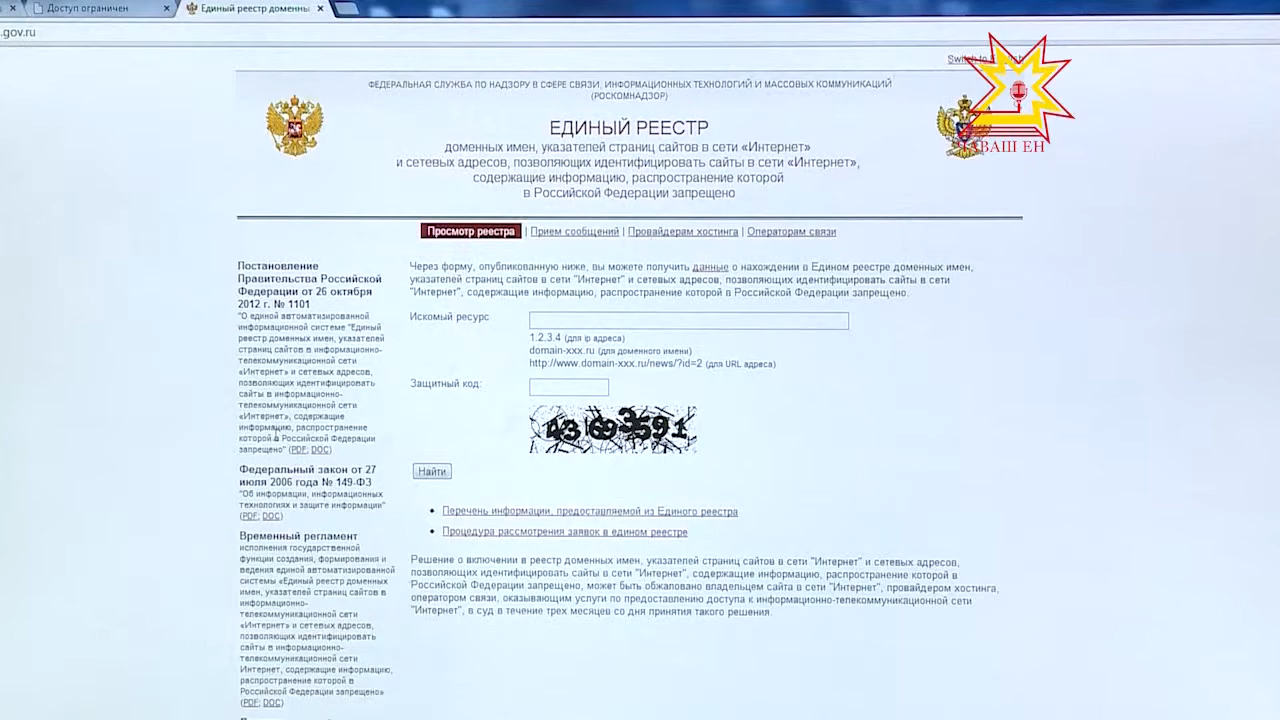 Доступ ограничен
Единый реестр доменны
.gov.ru
ФЕДЕРАЛЬНАЯ СЛУЖБА ПО НАДЗОРУ В СФЕРЕ СВЯЗИ, ИНФОРМАЦИОННЫХ ТЕХНОЛОГИЙ И МАССОВЫХ КОММУНИКАЦИЙ
(РОСКОМНАДЗОР)
ЕДИНЫЙ РЕЕСТР
доменных имен, указателей страниц сайтов в сети «Интернет»
и сетевых адресов, позволяющих идентифицировать сайты в сети «Интернет»,
содержащие информацию, распространение которой
в Российской Федерации запрещено
ЧӐВАШ ЕН
Просмотр реестра | Прием сообщений | Провайдерам хостинга | Операторам связи
Постановление
Правительства Российской
Федерации от 26 октября
2012 г. № 1101
"О единой автоматизированной
информационной системе "Единый
реестр доменных имен, указателей
страниц сайтов в информационно-
телекоммуникационной сети
«Интернет» и сетевых адресов,
позволяющих идентифицировать
сайты в информационно-
телекоммуникационной сети
«Интернет», содержащие
информацию, распространение
которой в Российской Федерации
запрещено" (PDF; DOC)
Федеральный закон от 27
июля 2006 года № 149-ФЗ
"Об информации, информационных
технологиях и защите информации"
(PDF; DOC)
Временный регламент
исполнения государственной
функции создания, формирования и
ведения единой автоматизированной
системы «Единый реестр доменных
имен, указателей страниц сайтов в
информационно-
телекоммуникационной сети
«Интернет» и сетевых адресов,
позволяющих идентифицировать
сайты в информационно-
телекоммуникационной сети
Интернет, содержащие информацию,
распространение которой в
Российской Федерации запрещено»
(PDF; DOC)
Через форму, опубликованную ниже, вы можете получить данные о нахождении в Едином реестре доменных имен,
указателей страниц сайтов в сети "Интернет" и сетевых адресов, позволяющих идентифицировать сайты в сети
"Интернет", содержащие информацию, распространение которой в Российской Федерации запрещено.
Искомый ресурс
1.2.3.4 (для ip адреса)
domain-xxx.ru (для доменного имени)
http://www.domain-xxx.ru/news/?id=2 (для URL адреса)
Защитный код:
Найти
Перечень информации, предоставляемой из Единого реестра
Процедура рассмотрения заявок в едином реестре
Решение о включении в реестр доменных имен, указателей страниц сайтов в сети "Интернет" и сетевых адресов,
позволяющих идентифицировать сайты в сети "Интернет", содержащие информацию, распространение которой в
Российской Федерации запрещено, может быть обжаловано владельцем сайта в сети "Интернет", провайдером хостинга,
оператором связи, оказывающим услуги по предоставлению доступа к информационно-телекоммуникационной сети
"Интернет", в суд в течение трех месяцев со дня принятия такого решения.